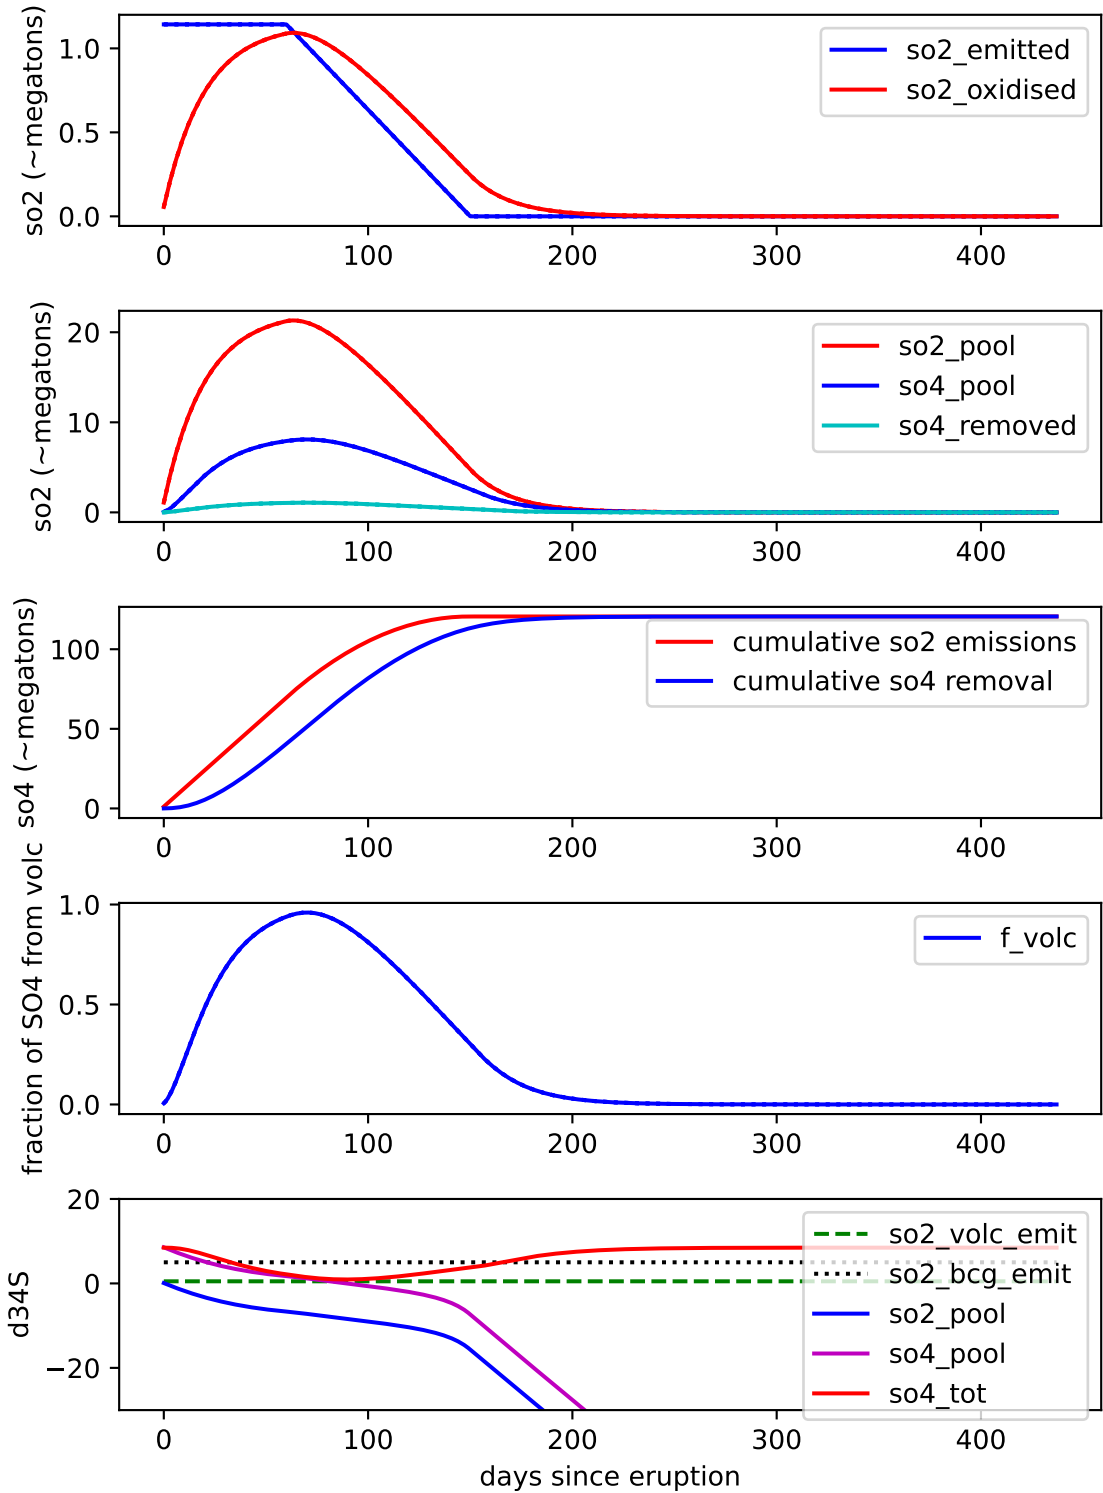 so2 (~megatons)
1.0
0.5
0.0
so2_emitted
so2_oxidised
0 100 200 300 400
so2 (~megatons)
20
10
0
so2_pool
so4_pool
so4_removed
0 100 200 300 400
so4 (~megatons)
100
50
0
cumulative so2 emissions
cumulative so4 removal
0 100 200 300 400
fraction of SO4 from volc
1.0
0.5
0.0
f_volc
0 100 200 300 400
d34S
20
0
−20
so2_volc_emit
so2_bcg_emit
so2_pool
so4_pool
so4_tot
0 100 200 300 400
days since eruption